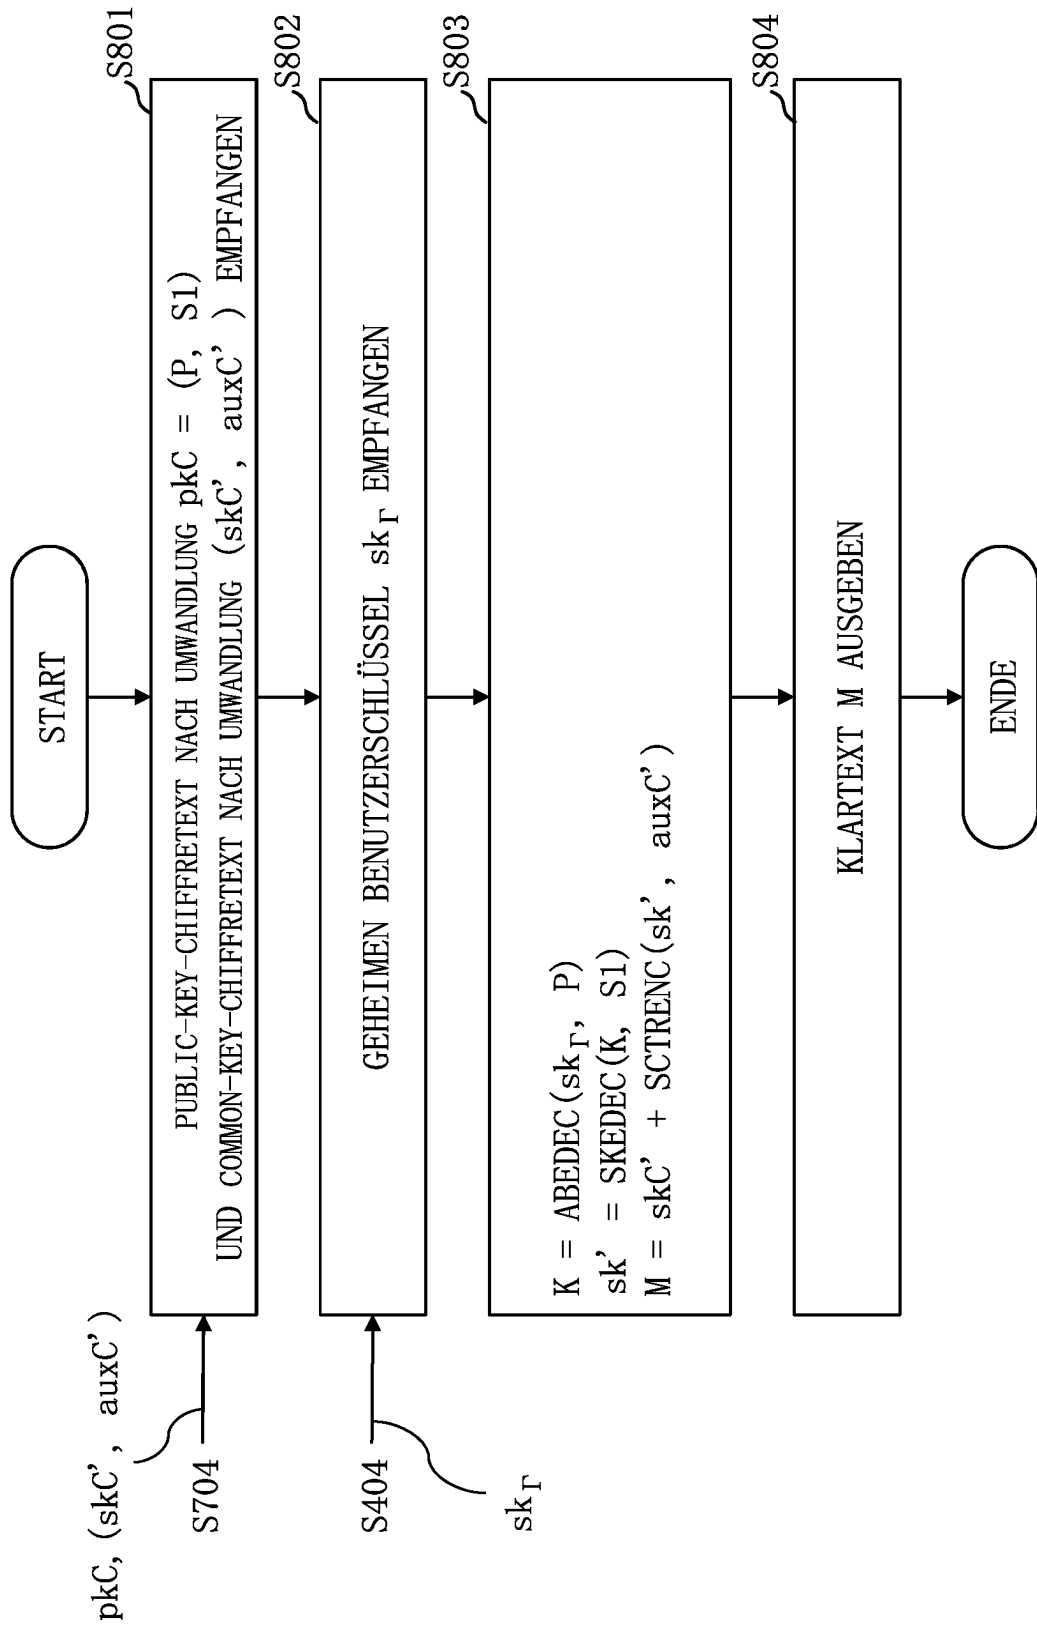 START
pkC, (skC', auxC')
S704
S801
PUBLIC-KEY-CHIFFRETEXT NACH UMWANDLUNG pkC = (P, S1)
UND COMMON-KEY-CHIFFRETEXT NACH UMWANDLUNG (skC', auxC') EMPFANGEN
S404
skΓ
S802
GEHEIMEN BENUTZERSCHLÜSSEL skΓ EMPFANGEN
S803
K = ABEDEC(skΓ, P)
sk' = SKEDEC(K, S1)
M = skC' + SCTRENC(sk', auxC')
S804
KLARTEXT M AUSGEBEN
ENDE